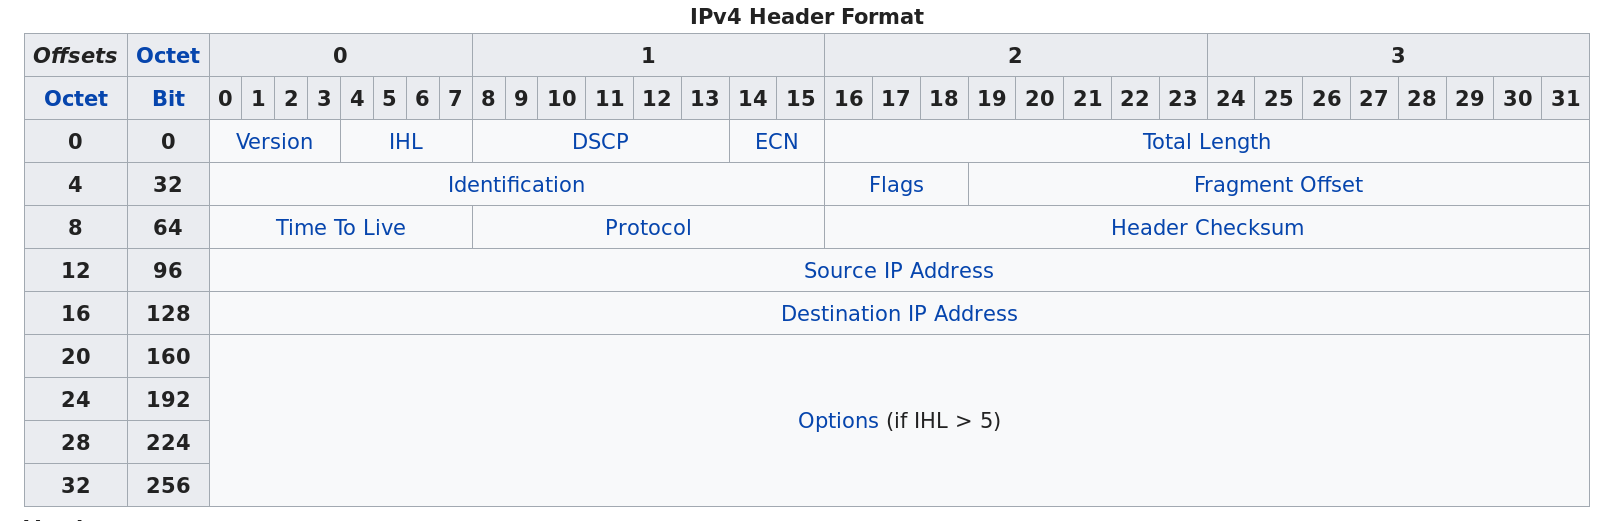 IPv4 Header Format
Offsets Octet 0 1 2 3
Octet Bit 0 1 2 3 4 5 6 7 8 9 10 11 12 13 14 15 16 17 18 19 20 21 22 23 24 25 26 27 28 29 30 31
0 0 Version IHL DSCP ECN Total Length
4 32 Identification Flags Fragment Offset
8 64 Time To Live Protocol Header Checksum
12 96 Source IP Address
16 128 Destination IP Address
20 160
24 192
Options (if IHL > 5)
28 224
32 256